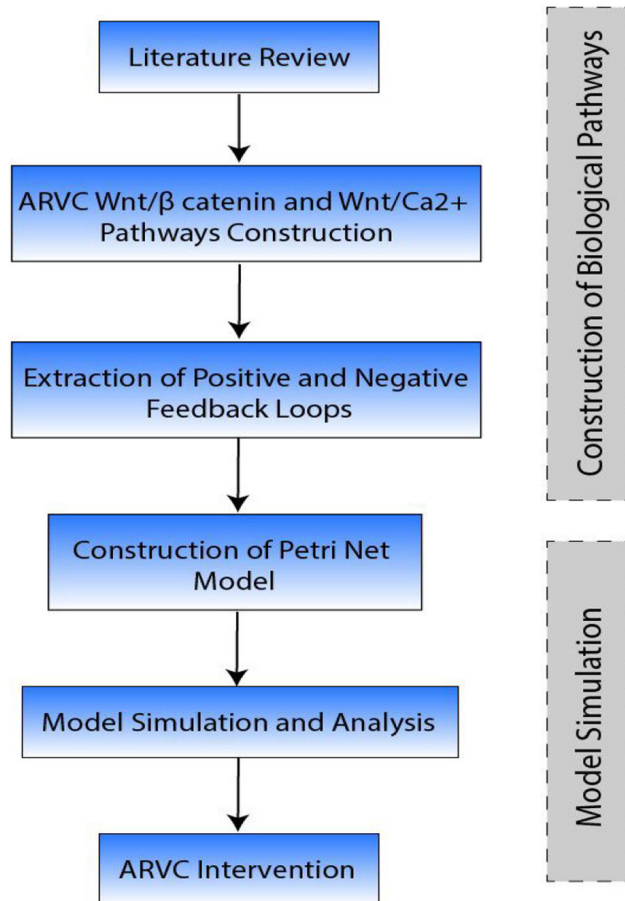 Literature Review
ARVC Wnt/β catenin and Wnt/Ca2+
Pathways Construction
Extraction of Positive and Negative
Feedback Loops
Construction of Petri Net
Model
Model Simulation and Analysis
ARVC Intervention
Construction of Biological Pathways
Model Simulation